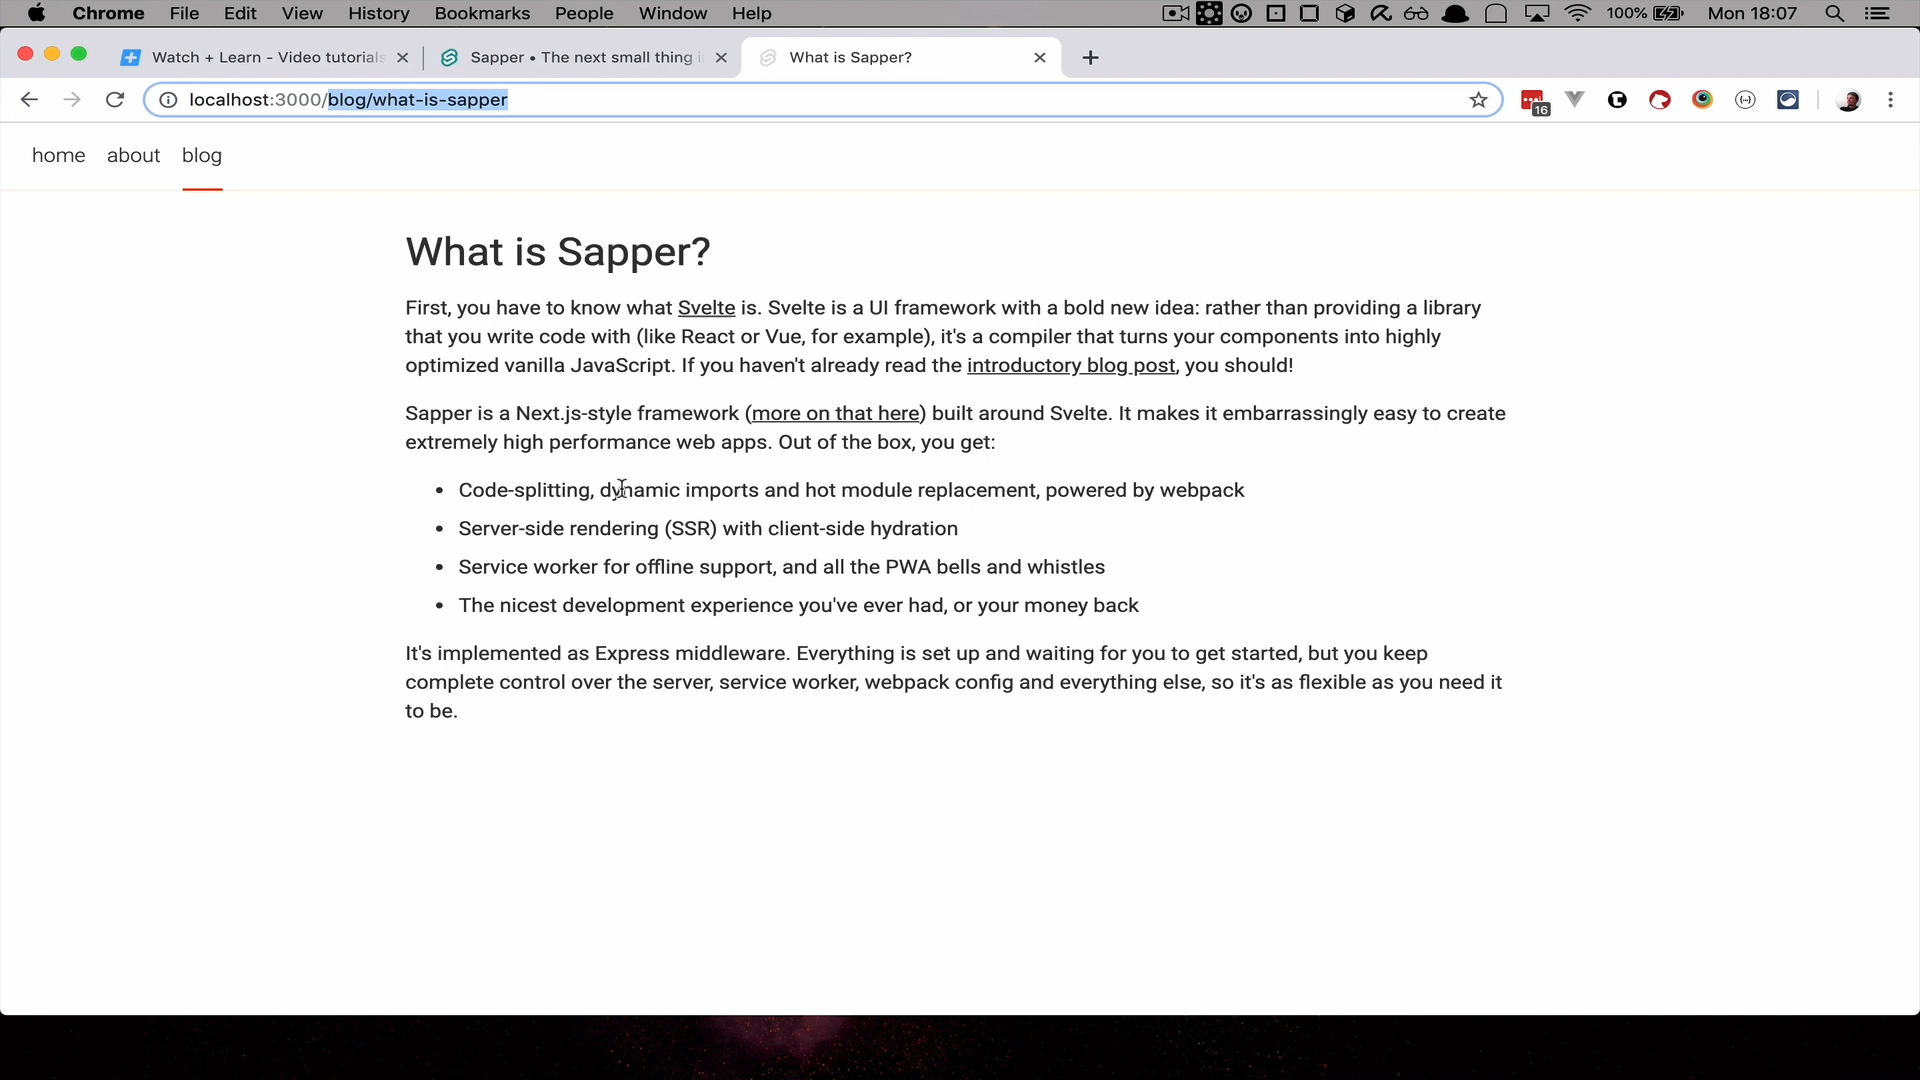 Chrome File Edit View History Bookmarks People Window Help 100% Mon 18:07
Watch + Learn - Video tutorials Sapper • The next small thing i What is Sapper?
localhost:3000/blog/what-is-sapper 16
home about blog
What is Sapper?
First, you have to know what Svelte is. Svelte is a UI framework with a bold new idea: rather than providing a library
that you write code with (like React or Vue, for example), it's a compiler that turns your components into highly
optimized vanilla JavaScript. If you haven't already read the introductory blog post, you should!
Sapper is a Next.js-style framework (more on that here) built around Svelte. It makes it embarrassingly easy to create
extremely high performance web apps. Out of the box, you get:
• Code-splitting, dynamic imports and hot module replacement, powered by webpack
• Server-side rendering (SSR) with client-side hydration
• Service worker for offline support, and all the PWA bells and whistles
• The nicest development experience you've ever had, or your money back
It's implemented as Express middleware. Everything is set up and waiting for you to get started, but you keep
complete control over the server, service worker, webpack config and everything else, so it's as flexible as you need it
to be.